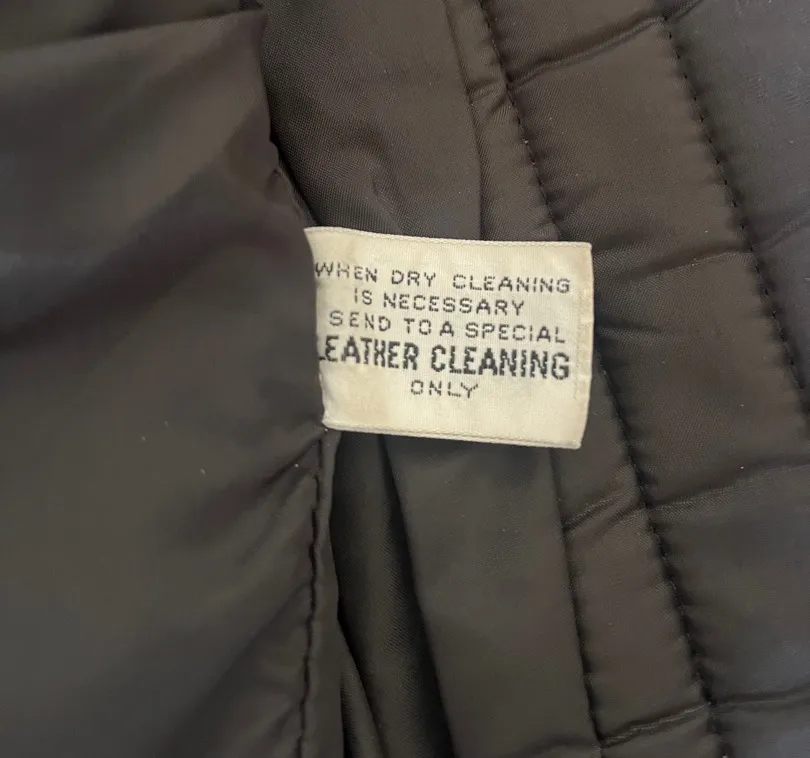 WHEN DRY CLEANING
IS NECESSARY
SEND TO A SPECIAL
LEATHER CLEANING
ONLY